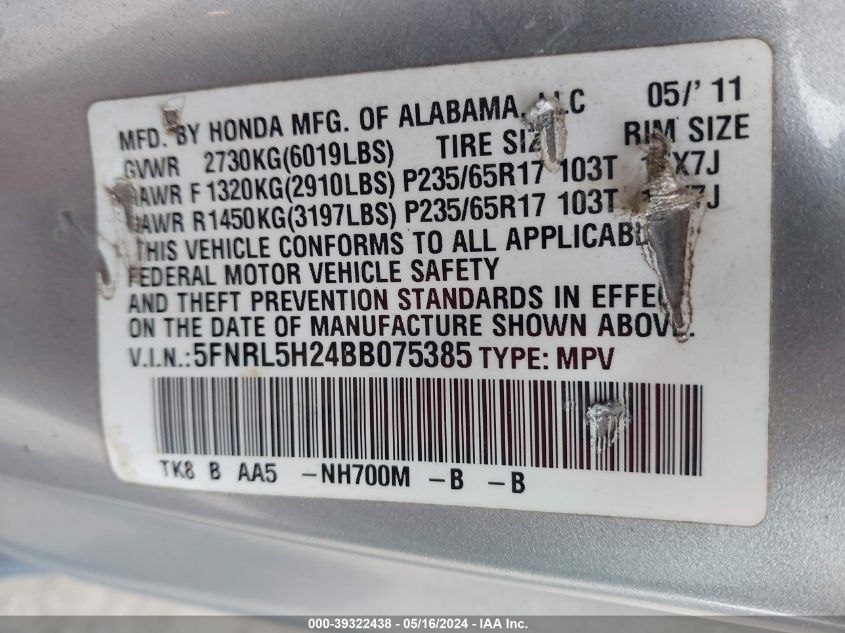 MFD. BY HONDA MFG. OF ALABAMA, LLC 05/' 11
GVWR 2730KG(6019LBS) TIRE SIZE RIM SIZE
GAWR F 1320KG(2910LBS) P235/65R17 103T
GAWR R1450KG(3197LBS) P235/65R17 103T
THIS VEHICLE CONFORMS TO ALL APPLICABLE
FEDERAL MOTOR VEHICLE SAFETY
AND THEFT PREVENTION STANDARDS IN EFFECT
ON THE DATE OF MANUFACTURE SHOWN ABOVE.
V.I.N.:5FNRL5H24BB075385 TYPE: MPV
TK8 B AA5 -NH700M -B -B
000-39322438 - 05/16/2024 - IAA Inc.